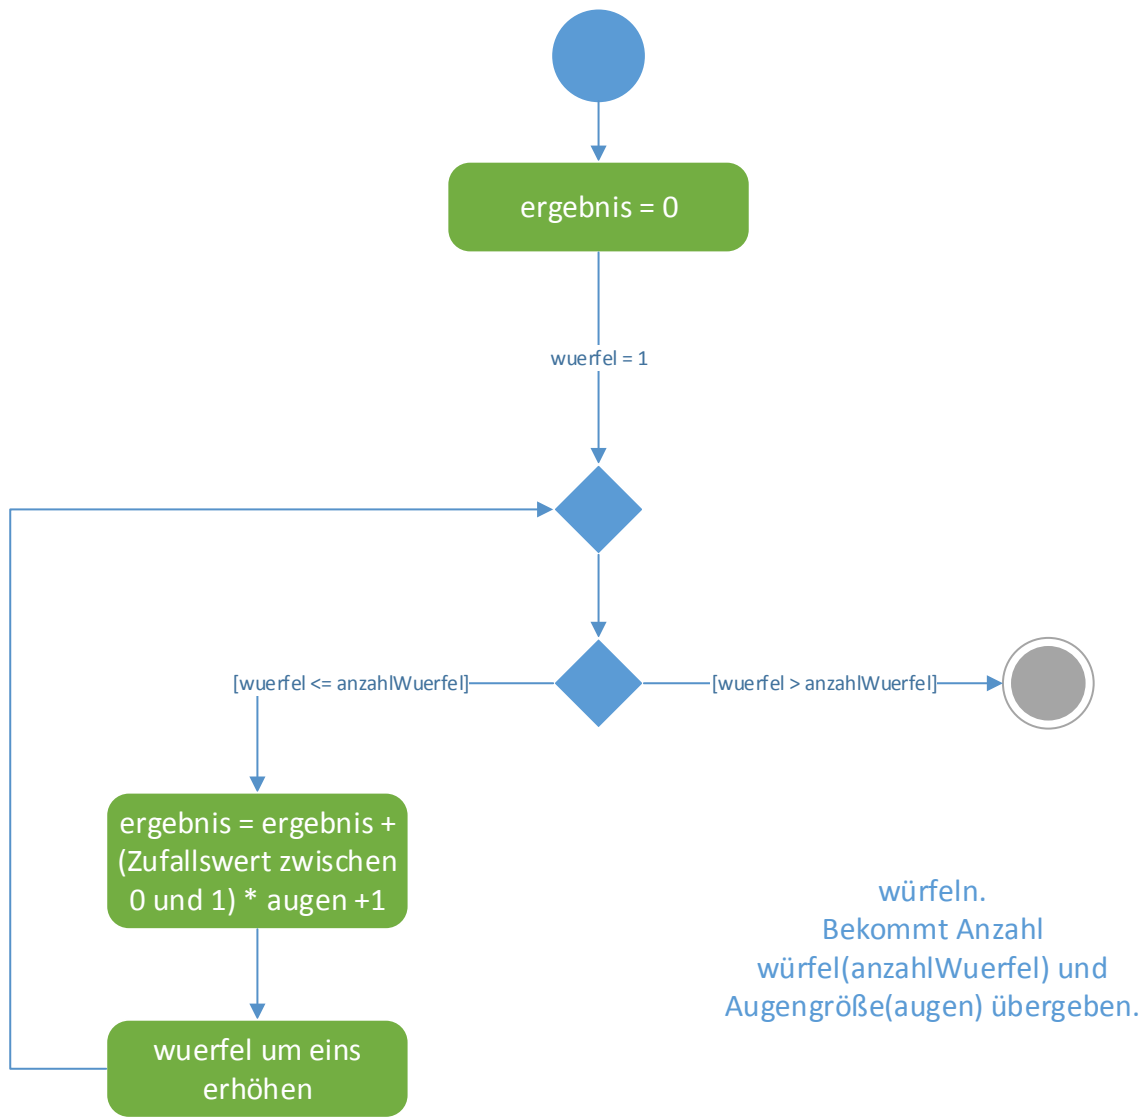 ergebnis = 0
wuerfel = 1
[wuerfel <= anzahlWuerfel]
[wuerfel > anzahlWuerfel]
ergebnis = ergebnis +
(Zufallswert zwischen
0 und 1) * augen +1
würfeln.
Bekommt Anzahl
würfel(anzahlWuerfel) und
Augengröße(augen) übergeben.
wuerfel um eins
erhöhen